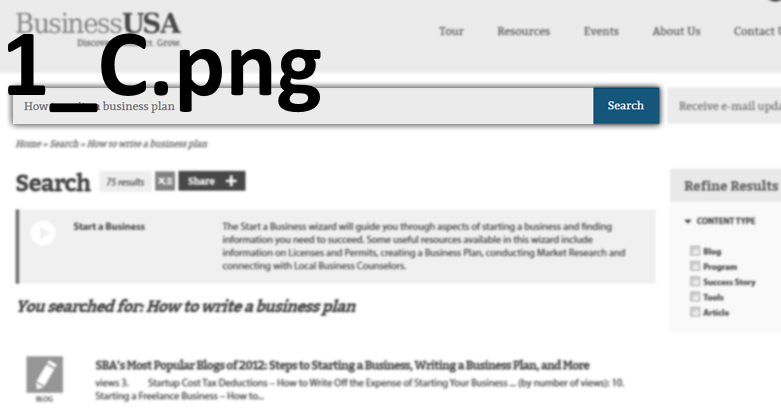 BusinessUSA
Discover. Grow.
1_C.png
Tour Resources Events About Us Contact
How business plan
Search
Receive e-mail upda
Home » Search » How to write a business plan
Search 75 results Share +
Start a Business
The Start a Business wizard will guide you through aspects of starting a business and finding
information you need to succeed. Some useful resources available in this wizard include
information on Licenses and Permits, creating a Business Plan, conducting Market Research and
connecting with Local Business Counselors.
Refine Results
CONTENT TYPE
Blog
Program
Success Story
Tools
Article
You searched for: How to write a business plan
BLOG
SBA's Most Popular Blogs of 2012: Steps to Starting a Business, Writing a Business Plan, and More
views 3. Startup Cost Tax Deductions – How to Write Off the Expense of Starting Your Business ... (by number of views): 10.
Starting a Freelance Business – How to...